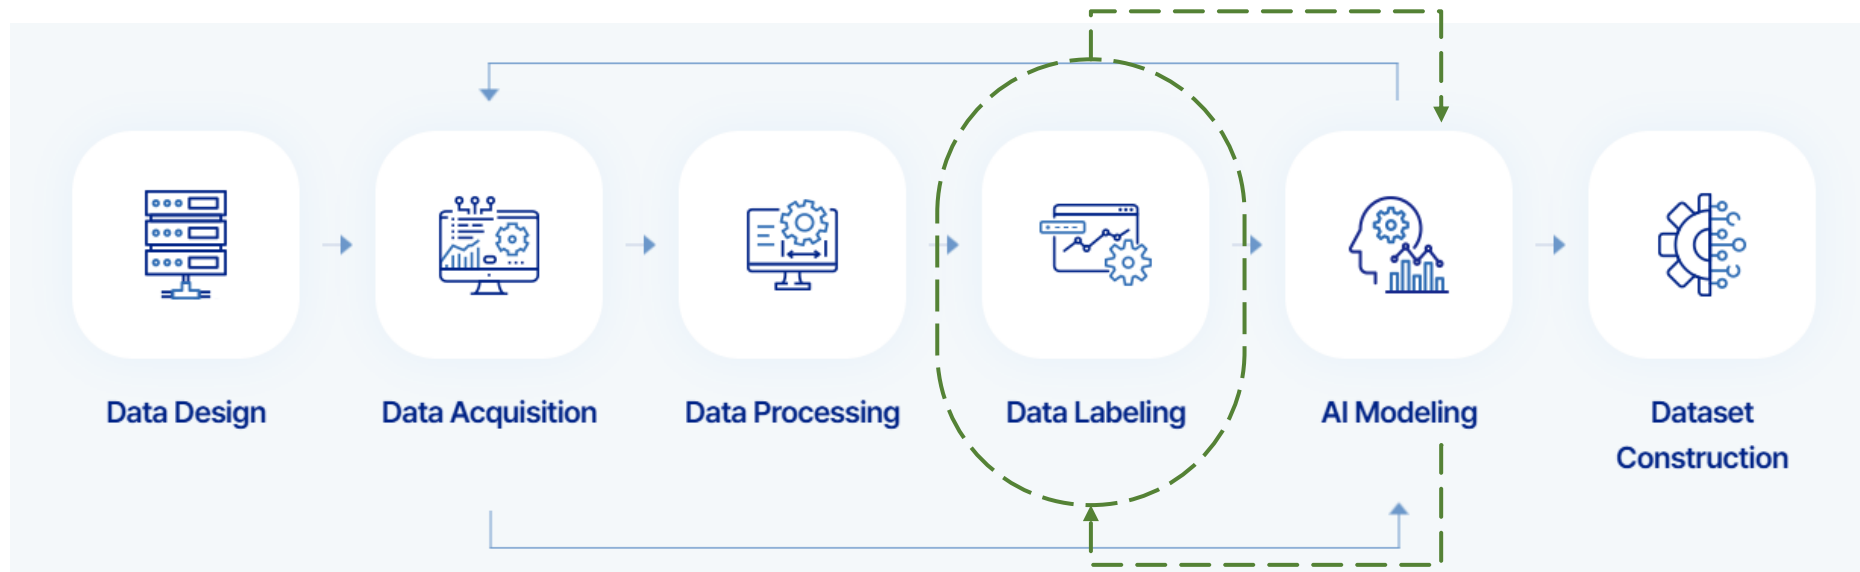 Data Design
Data Acquisition
Data Processing
Data Labeling
AI Modeling
Dataset
Construction